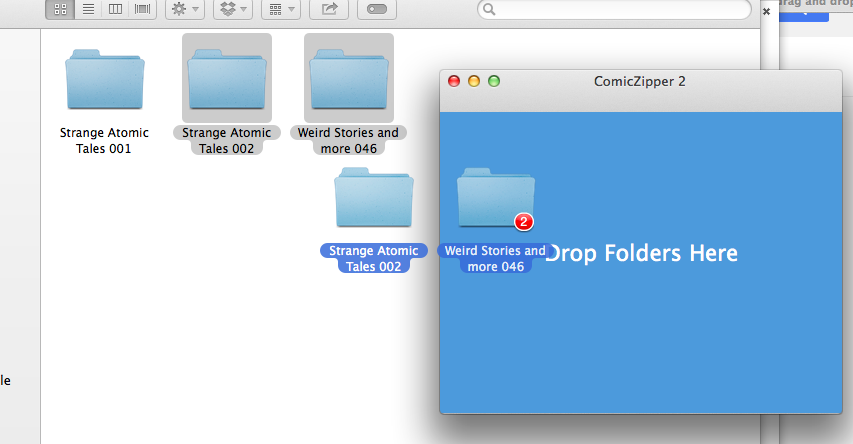 drag and drop
ComicZipper 2
Strange Atomic
Tales 001
Strange Atomic
Tales 002
Weird Stories and
more 046
2
Strange Atomic
Tales 002
Weird Stories and
more 046
Drop Folders Here
le